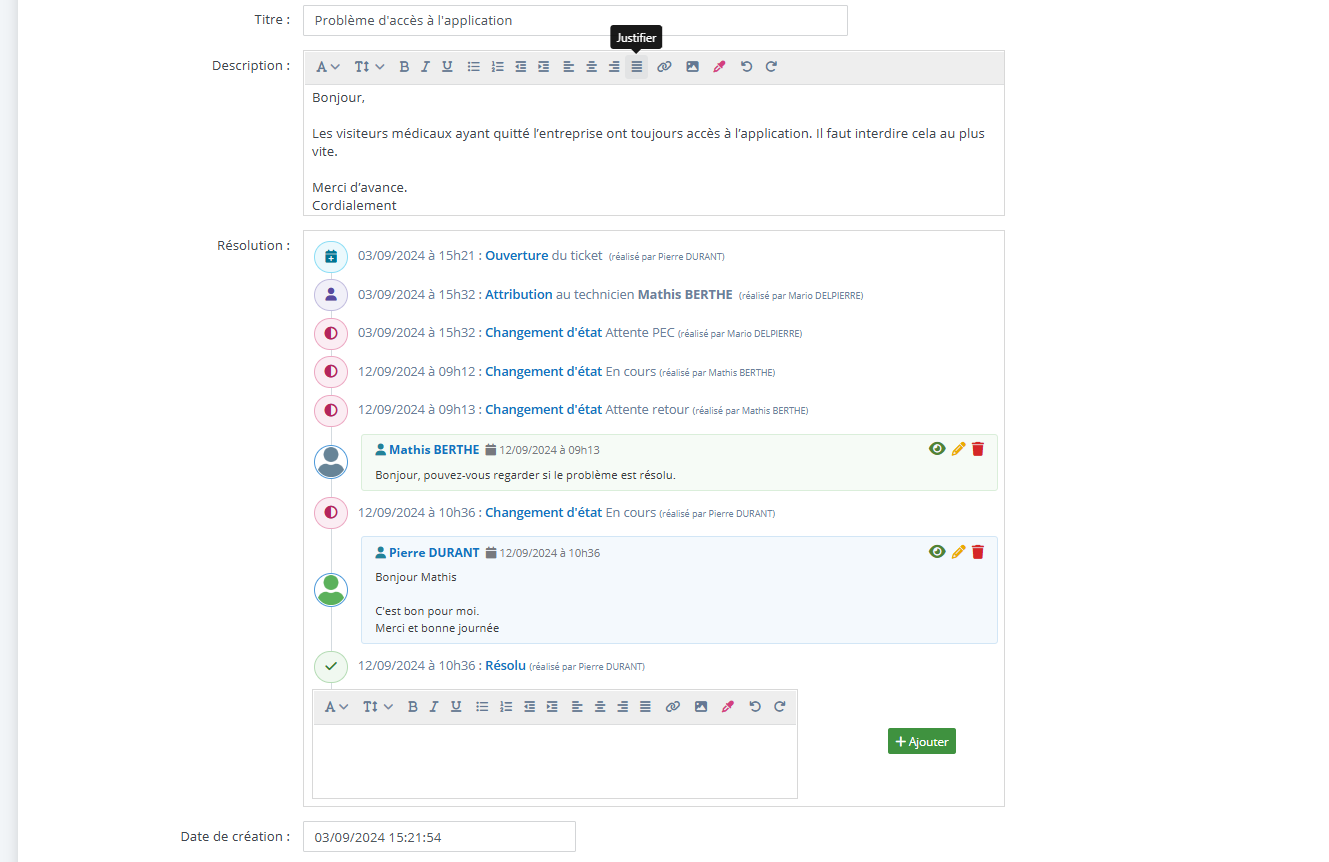 Titre :
Problème d'accès à l'application
Justifier
Description :
A
B I U
Bonjour,
Les visiteurs médicaux ayant quitté l’entreprise ont toujours accès à l’application. Il faut interdire cela au plus
vite.
Merci d’avance.
Cordialement
Résolution :
03/09/2024 à 15h21 : Ouverture du ticket (réalisé par Pierre DURANT)
03/09/2024 à 15h32 : Attribution au technicien Mathis BERTHE (réalisé par Mario DELPIERRE)
03/09/2024 à 15h32 : Changement d'état Attente PEC (réalisé par Mario DELPIERRE)
12/09/2024 à 09h12 : Changement d'état En cours (réalisé par Mathis BERTHE)
12/09/2024 à 09h13 : Changement d'état Attente retour (réalisé par Mathis BERTHE)
Mathis BERTHE 12/09/2024 à 09h13
Bonjour, pouvez-vous regarder si le problème est résolu.
12/09/2024 à 10h36 : Changement d'état En cours (réalisé par Pierre DURANT)
Pierre DURANT 12/09/2024 à 10h36
Bonjour Mathis
C'est bon pour moi.
Merci et bonne journée
12/09/2024 à 10h36 : Résolu (réalisé par Pierre DURANT)
A
B I U
+ Ajouter
Date de création :
03/09/2024 15:21:54